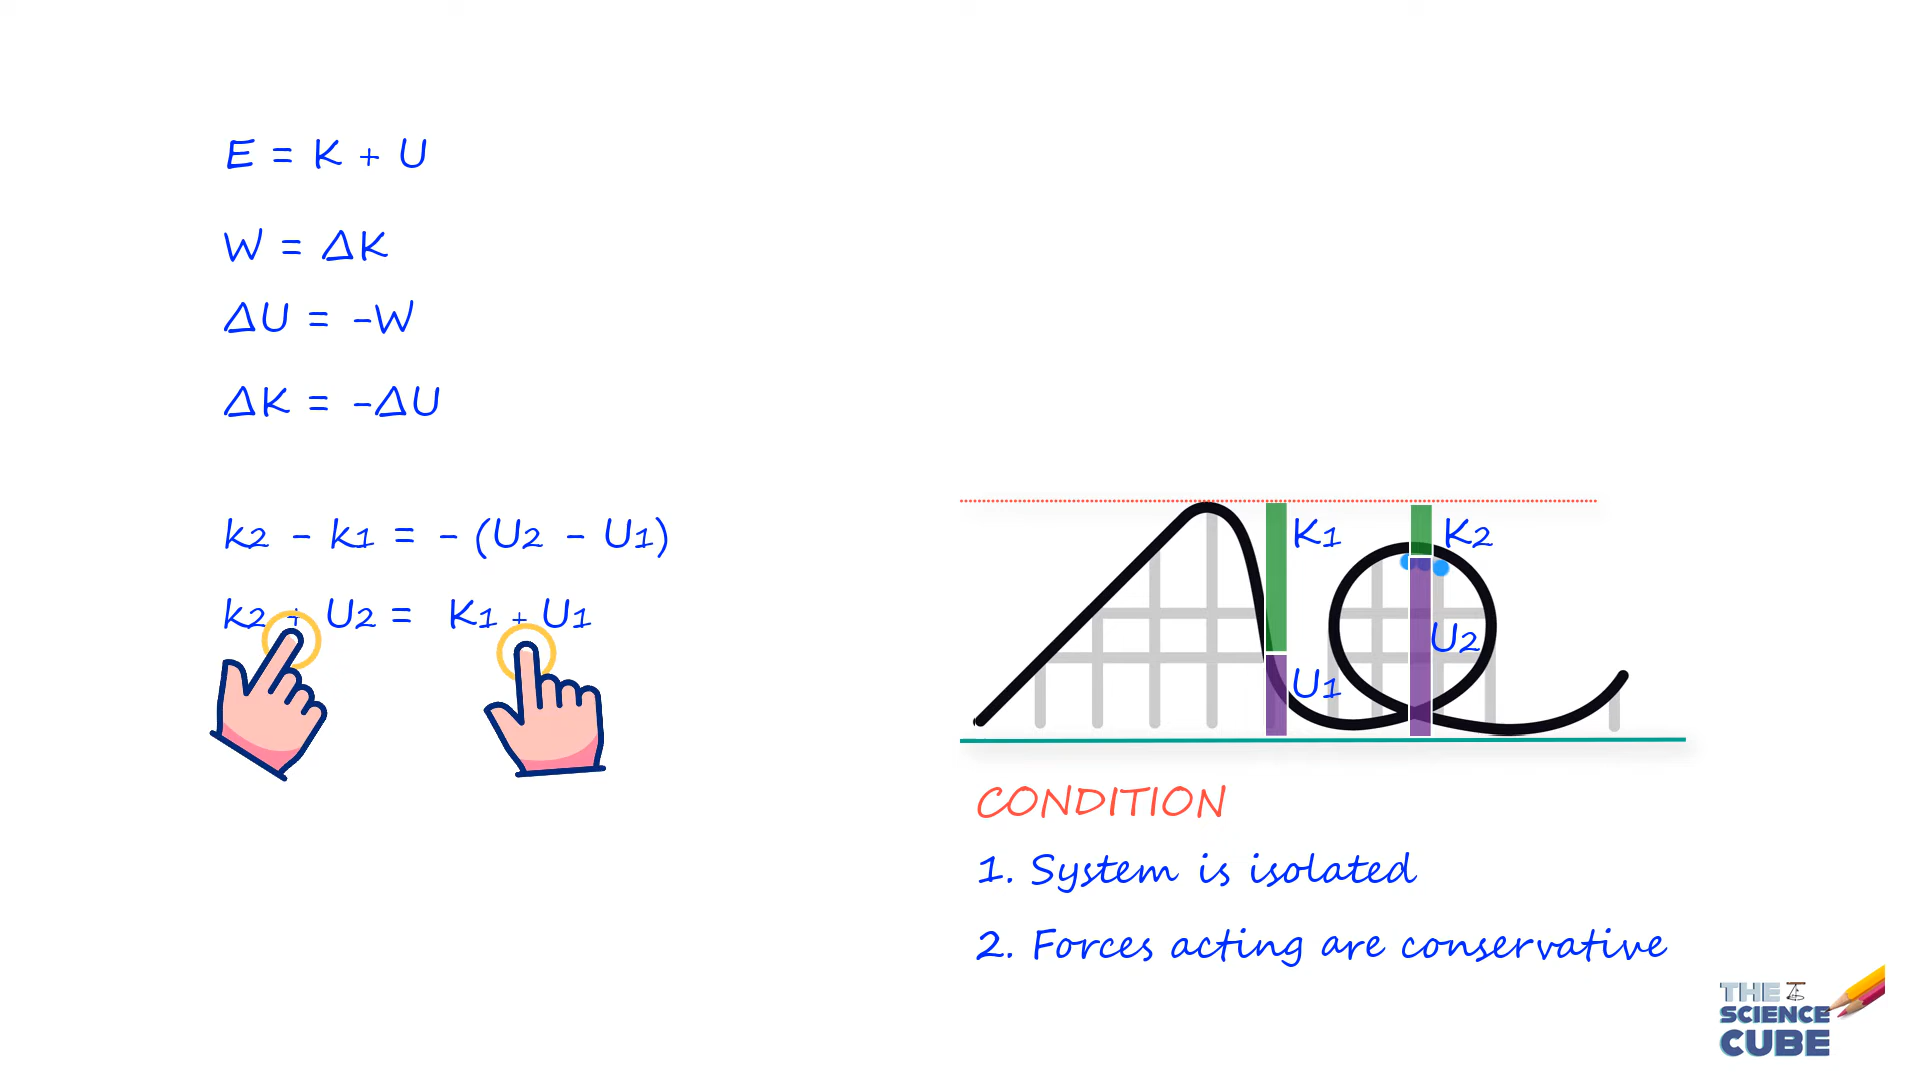 E = K + U
W = ΔK
ΔU = -W
ΔK = -ΔU
k2 - k1 = - (U2 - U1)
k2 + U2 = K1 + U1
K1
K2
U2
U1
CONDITION
1. System is isolated
2. Forces acting are conservative
THE
SCIENCE
CUBE